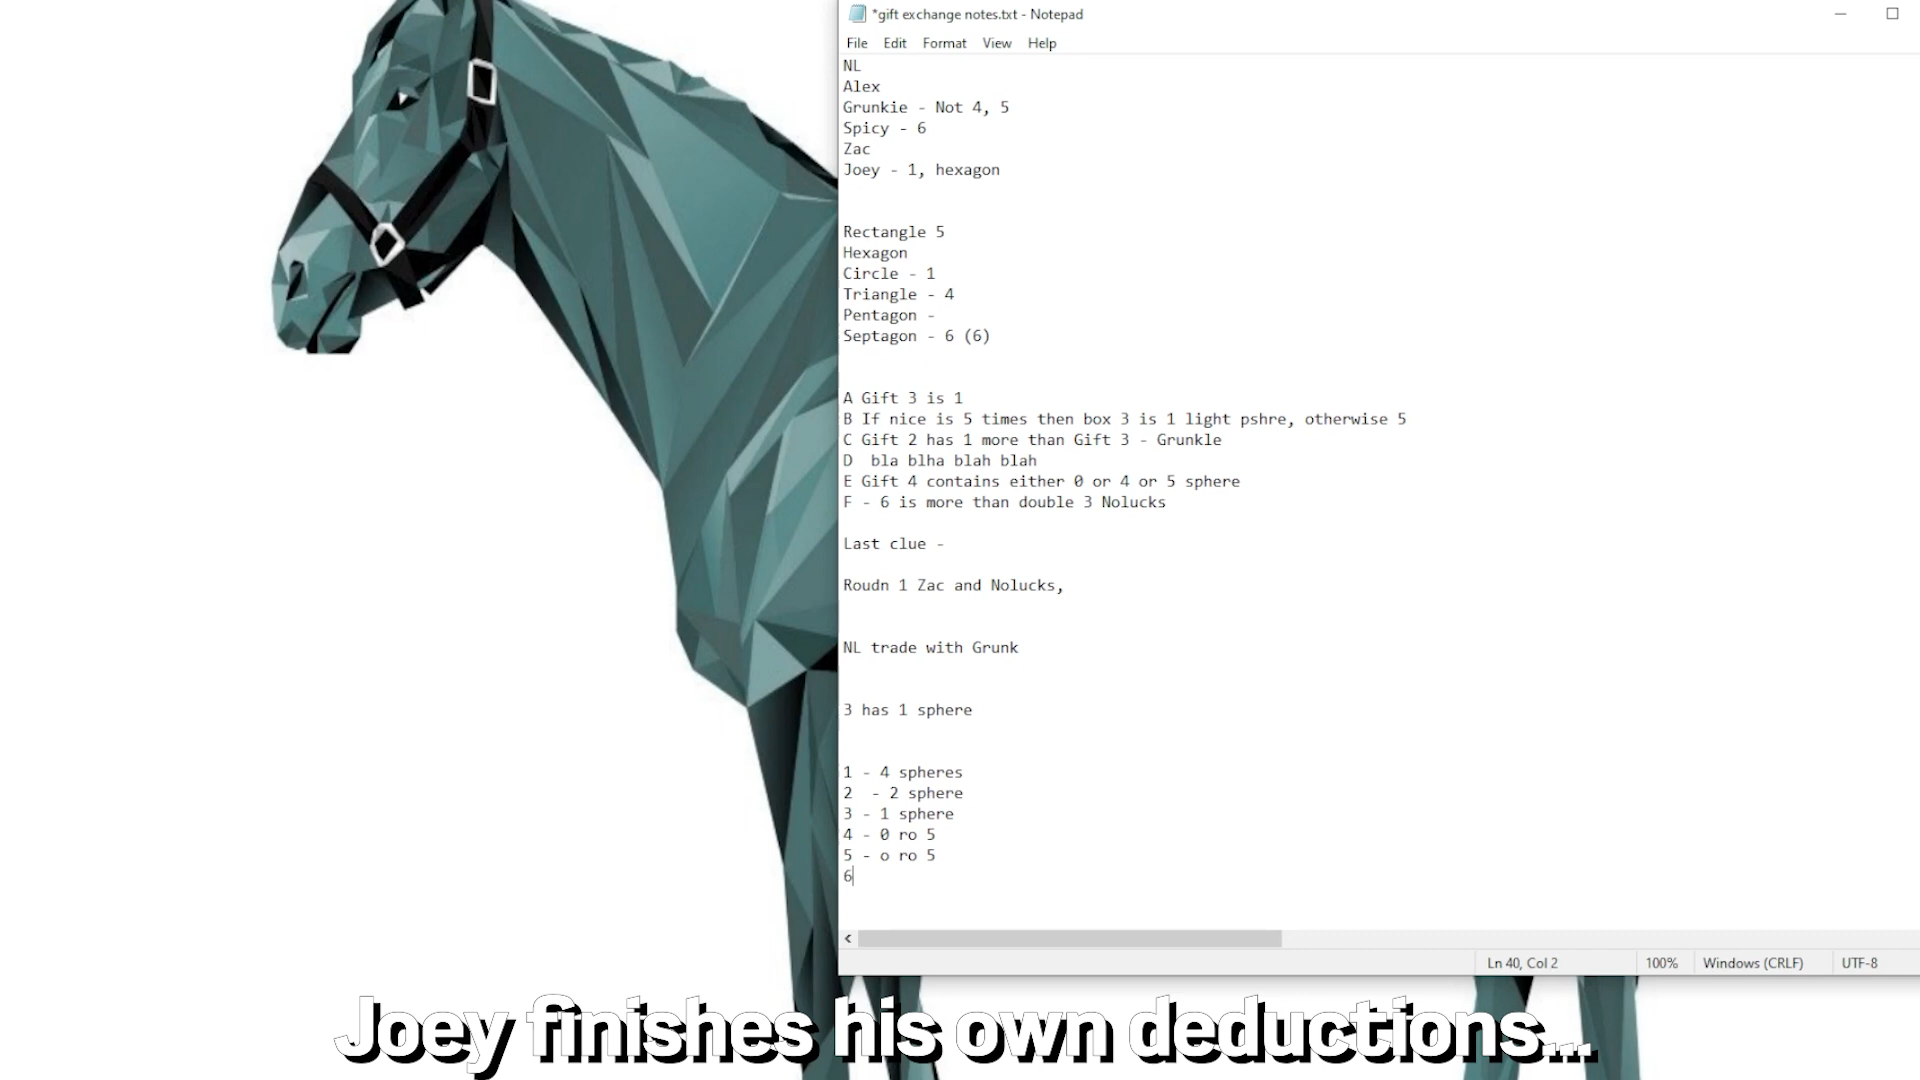 *gift exchange notes.txt - Notepad
File Edit Format View Help
NL
Alex
Grunkie - Not 4, 5
Spicy - 6
Zac
Joey - 1, hexagon
Rectangle 5
Hexagon
Circle - 1
Triangle - 4
Pentagon -
Septagon - 6 (6)
A Gift 3 is 1
B If nice is 5 times then box 3 is 1 light pshre, otherwise 5
C Gift 2 has 1 more than Gift 3 - Grunkle
D  bla blha blah blah
E Gift 4 contains either 0 or 4 or 5 sphere
F - 6 is more than double 3 Nolucks
Last clue -
Roudn 1 Zac and Nolucks,
NL trade with Grunk
3 has 1 sphere
1 - 4 spheres
2  - 2 sphere
3 - 1 sphere
4 - 0 ro 5
5 - o ro 5
6
Ln 40, Col 2 100% Windows (CRLF) UTF-8
Joey finishes his own deductions...